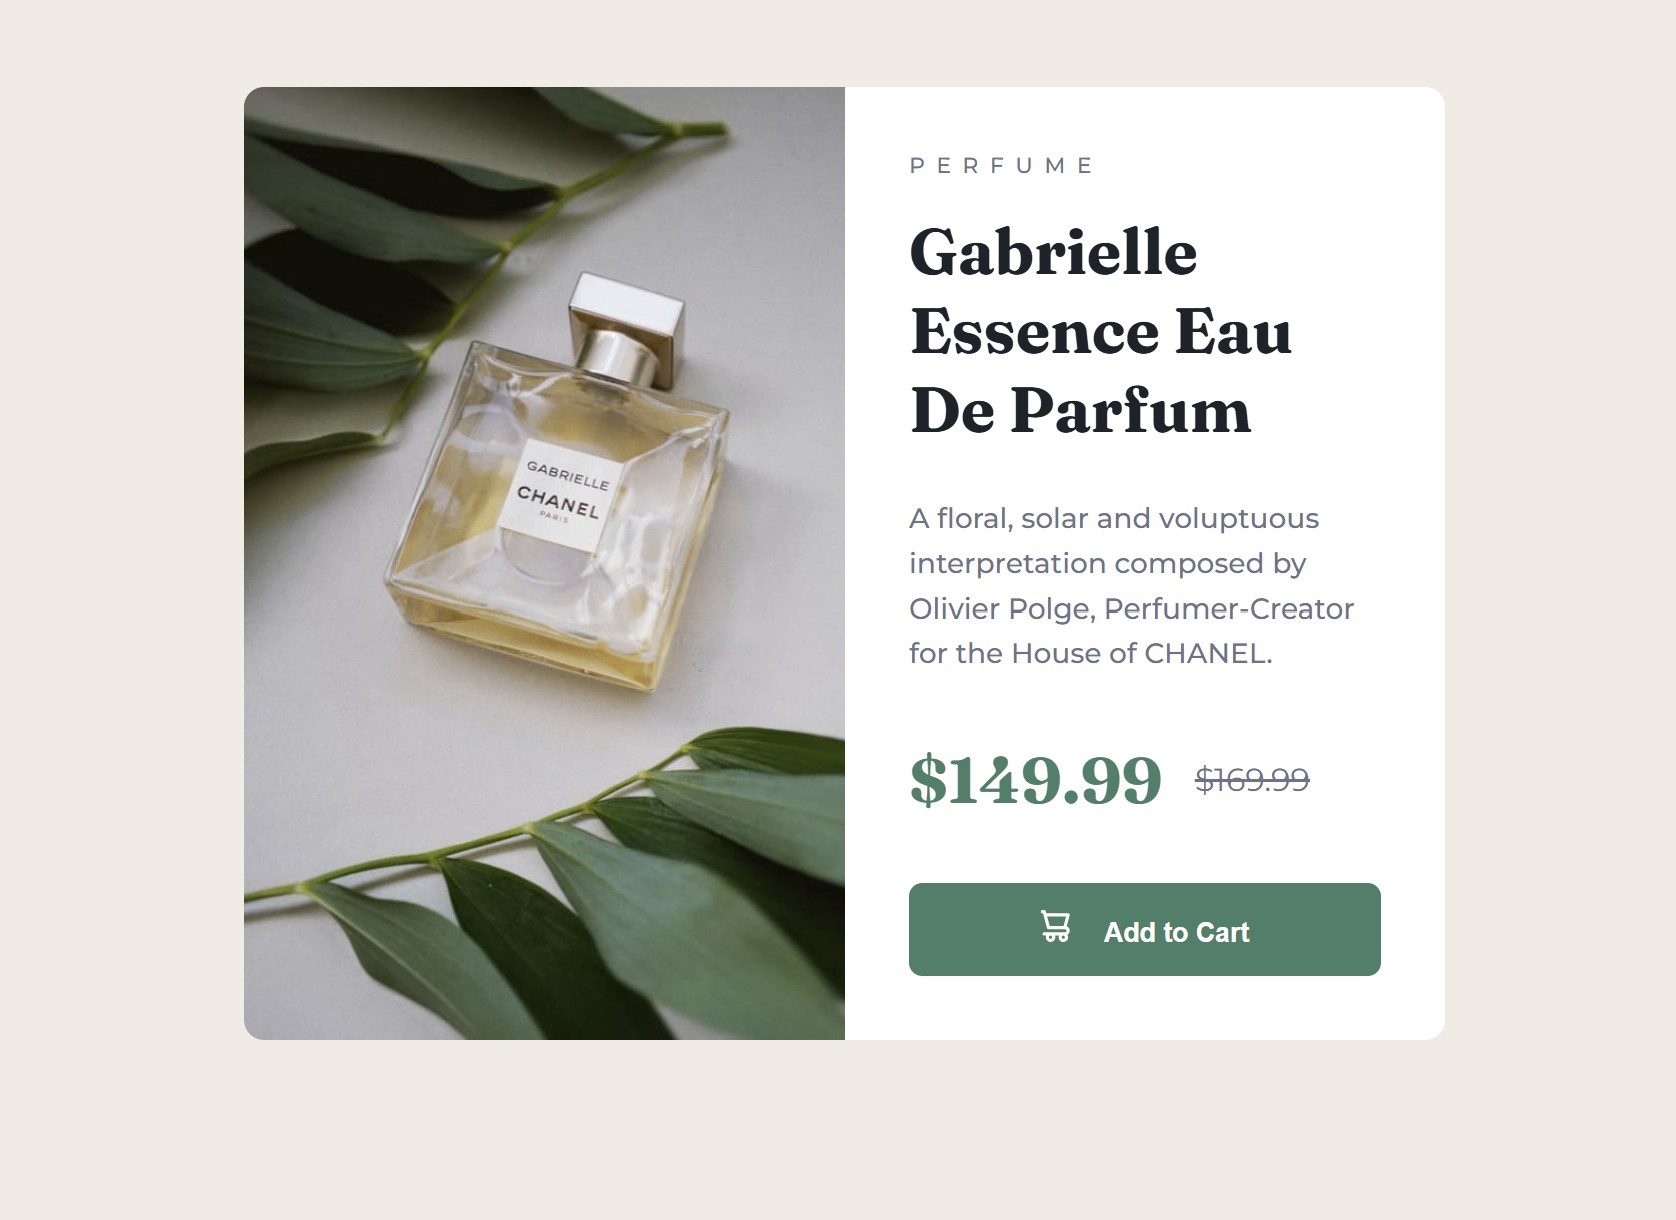 GABRIELLE
CHANEL
PARIS
PERFUME
Gabrielle
Essence Eau
De Parfum
A floral, solar and voluptuous
interpretation composed by
Olivier Polge, Perfumer-Creator
for the House of CHANEL.
$149.99 $169.99
Add to Cart